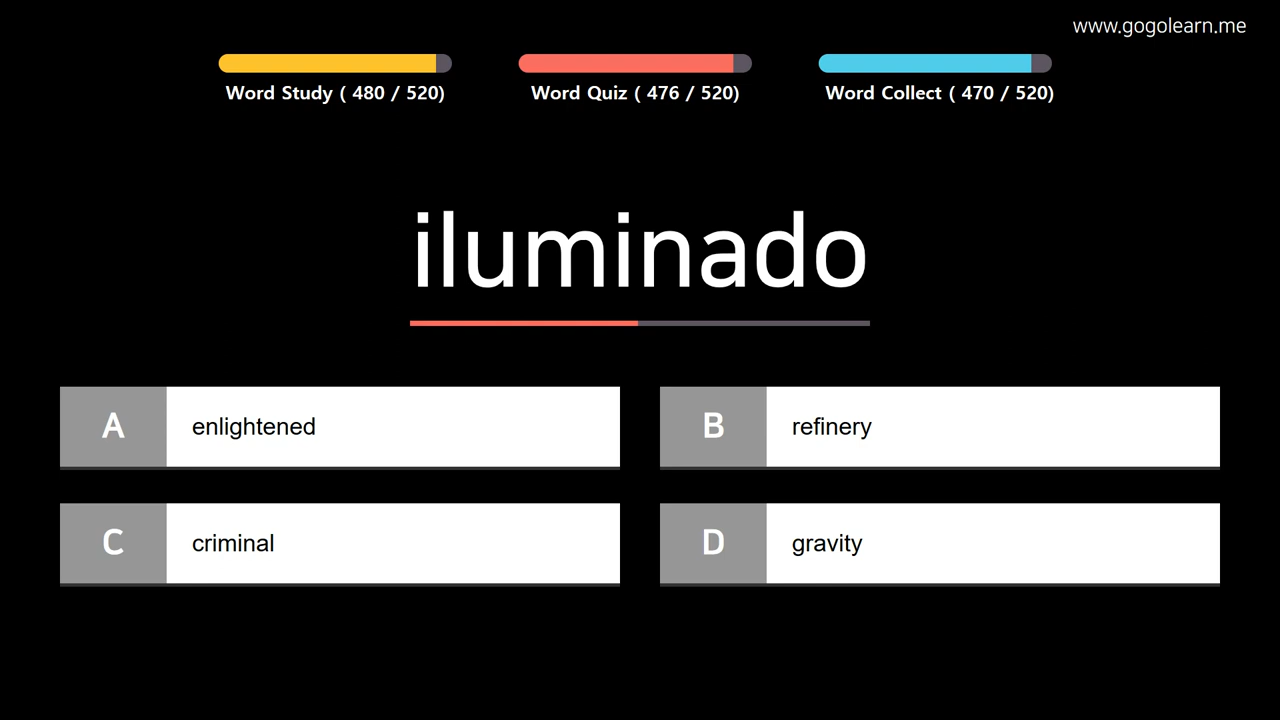 www.gogolearn.me
Word Study ( 480 / 520)
Word Quiz ( 476 / 520)
Word Collect ( 470 / 520)
iluminado
A enlightened
B refinery
C criminal
D gravity